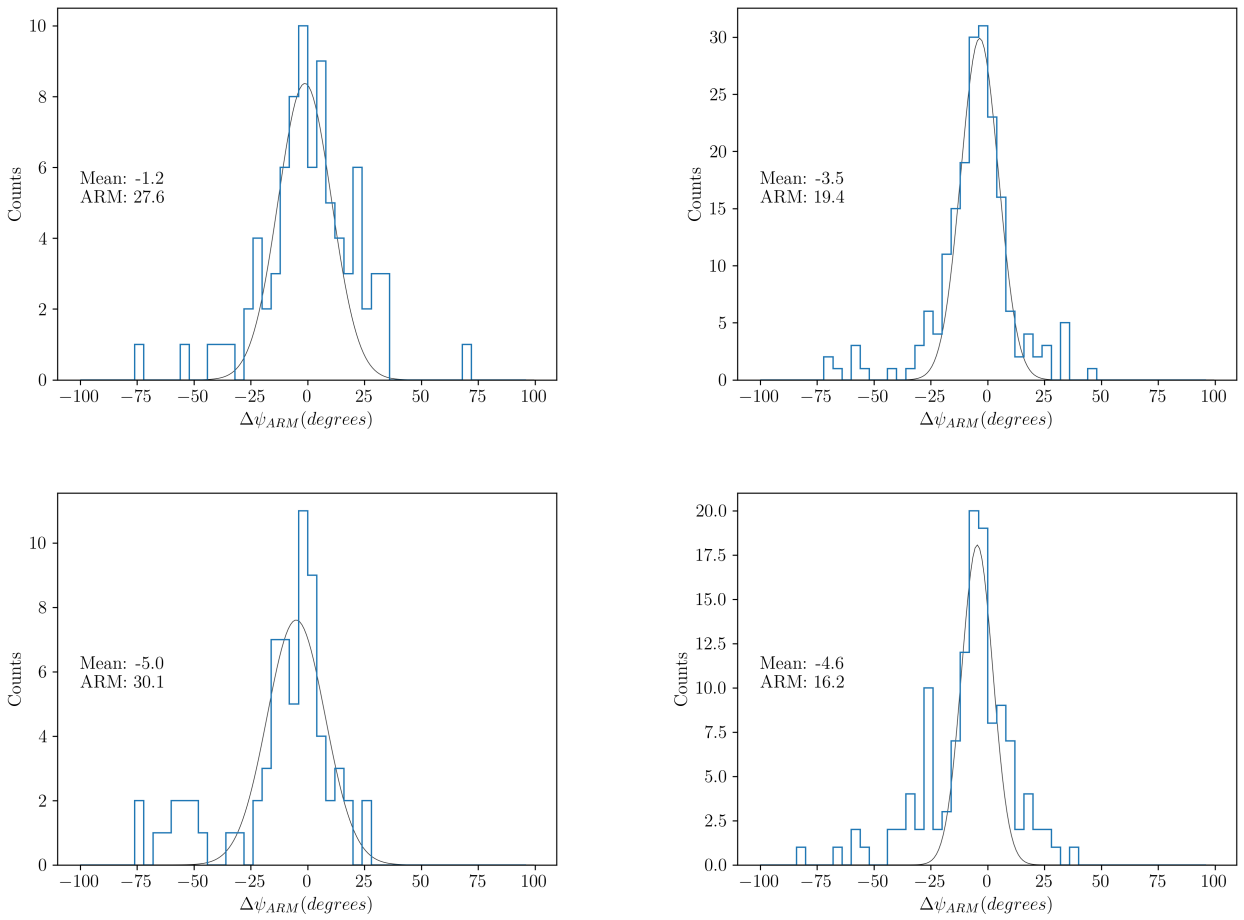 10
8
6
4
2
0
Counts
Mean: -1.2
ARM: 27.6
−100 −75 −50 −25 0 25 50 75 100
Δψ_ARM(degrees)
30
25
20
15
10
5
0
Counts
Mean: -3.5
ARM: 19.4
−100 −75 −50 −25 0 25 50 75 100
Δψ_ARM(degrees)
10
8
6
4
2
0
Counts
Mean: -5.0
ARM: 30.1
−100 −75 −50 −25 0 25 50 75 100
Δψ_ARM(degrees)
20.0
17.5
15.0
12.5
10.0
7.5
5.0
2.5
0.0
Counts
Mean: -4.6
ARM: 16.2
−100 −75 −50 −25 0 25 50 75 100
Δψ_ARM(degrees)